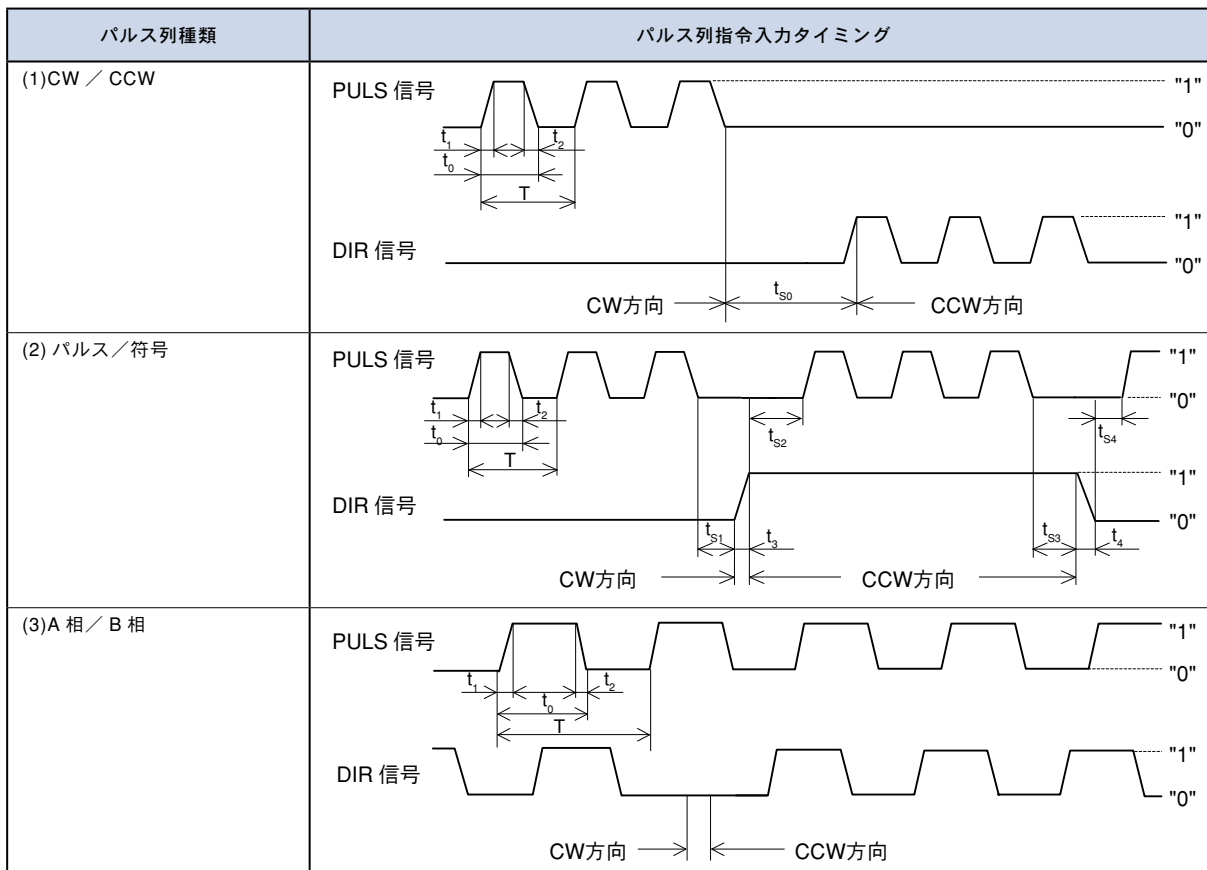 パルス列種類 パルス列指令入力タイミング
(1)CW / CCW
PULS 信号 "1"
"0"
t1 t2
t0
T
DIR 信号 "1"
"0"
CW方向 tS0 CCW方向
(2) パルス/符号
PULS 信号 "1"
"0"
t1 t2
t0 tS2 tS4
T
DIR 信号 "1"
"0"
tS1 t3 tS3 t4
CW方向 CCW方向
(3)A 相/ B 相
PULS 信号 "1"
"0"
t1 t2
t0
T
DIR 信号 "1"
"0"
CW方向 CCW方向